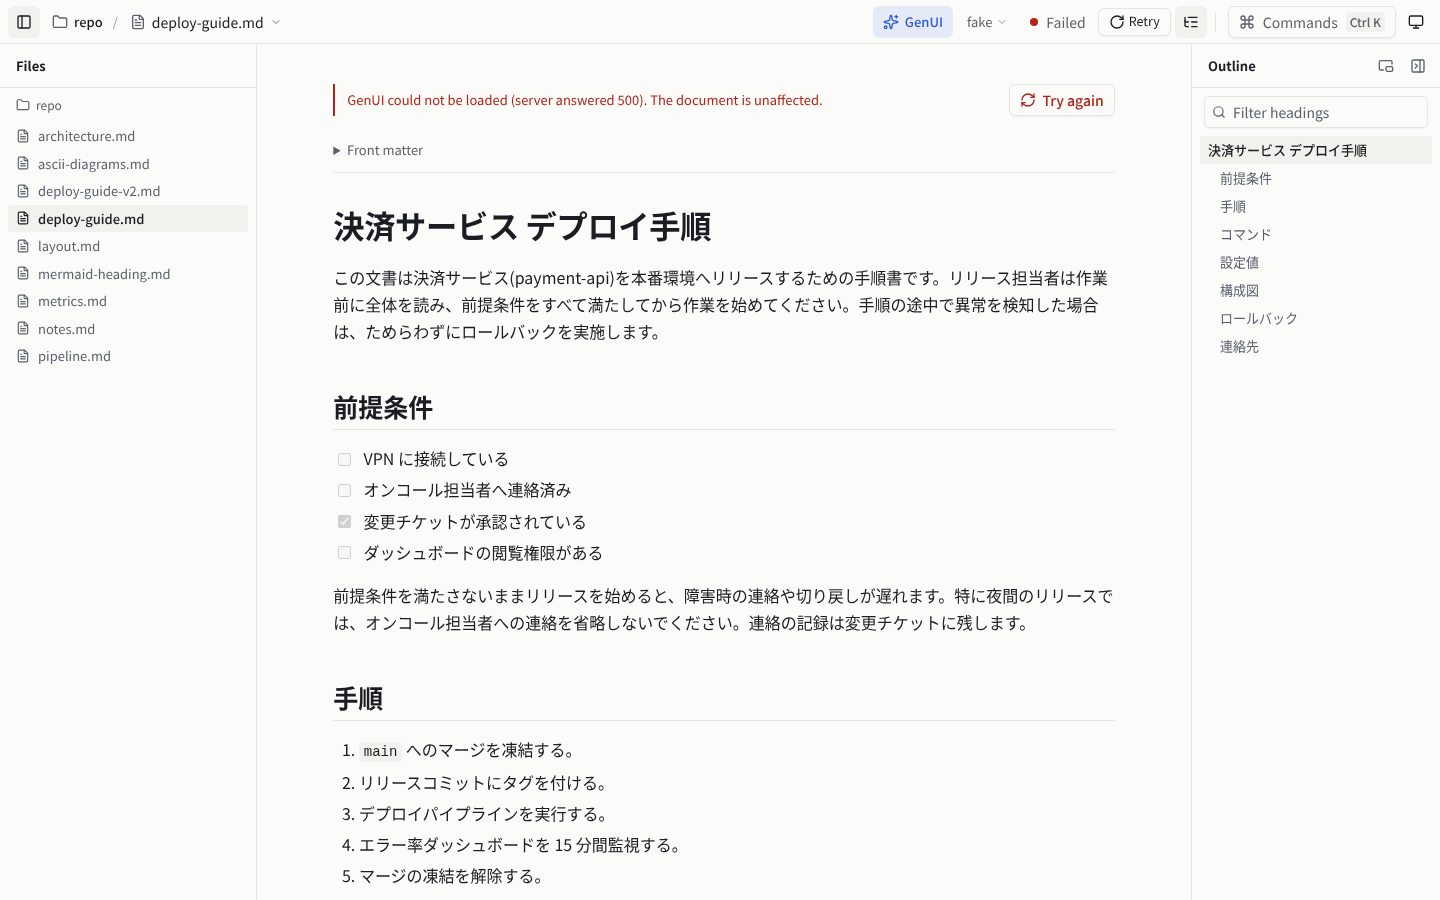 repo / deploy-guide.md
GenUI
fake
Failed
Retry
Commands Ctrl K
Files
repo
architecture.md
ascii-diagrams.md
deploy-guide-v2.md
deploy-guide.md
layout.md
mermaid-heading.md
metrics.md
notes.md
pipeline.md
GenUI could not be loaded (server answered 500). The document is unaffected.
Try again
Front matter
決済サービス デプロイ手順
この文書は決済サービス(payment-api)を本番環境へリリースするための手順書です。リリース担当者は作業
前に全体を読み、前提条件をすべて満たしてから作業を始めてください。手順の途中で異常を検知した場合
は、ためらわずにロールバックを実施します。
前提条件
VPN に接続している
オンコール担当者へ連絡済み
変更チケットが承認されている
ダッシュボードの閲覧権限がある
前提条件を満たさないままリリースを始めると、障害時の連絡や切り戻しが遅れます。特に夜間のリリースで
は、オンコール担当者への連絡を省略しないでください。連絡の記録は変更チケットに残します。
手順
1. main へのマージを凍結する。
2. リリースコミットにタグを付ける。
3. デプロイパイプラインを実行する。
4. エラー率ダッシュボードを 15 分間監視する。
5. マージの凍結を解除する。
Outline
Filter headings
決済サービス デプロイ手順
前提条件
手順
コマンド
設定値
構成図
ロールバック
連絡先